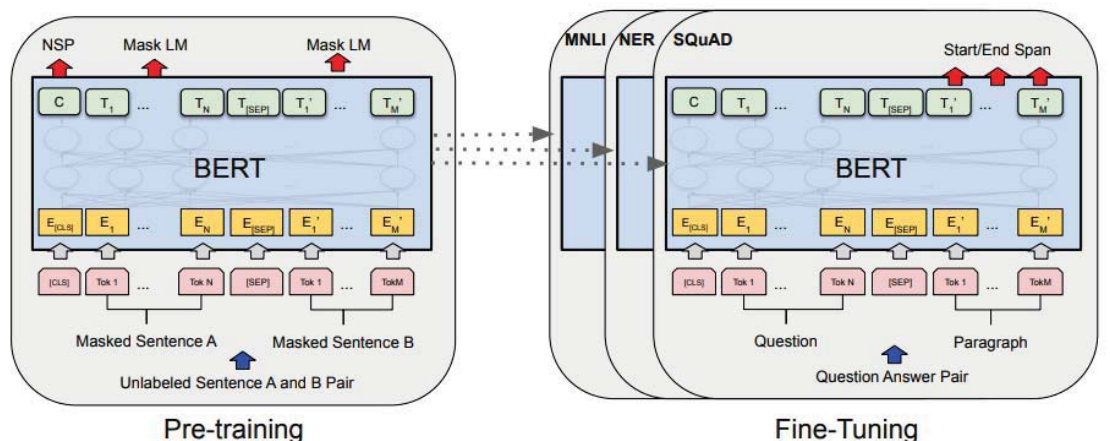 NSP Mask LM Mask LM
C T1 ... TN T[SEP] T1' ... TM'
BERT
E[CLS] E1 ... EN E[SEP] E1' ... EM'
[CLS] Tok 1 ... Tok N [SEP] Tok 1 ... TokM
Masked Sentence A Masked Sentence B
Unlabeled Sentence A and B Pair
Pre-training
MNLI NER SQuAD
Start/End Span
C T1 ... TN T[SEP] T1' ... TM'
BERT
E[CLS] E1 ... EN E[SEP] E1' ... EM'
[CLS] Tok 1 ... Tok N [SEP] Tok 1 ... TokM
Question Paragraph
Question Answer Pair
Fine-Tuning